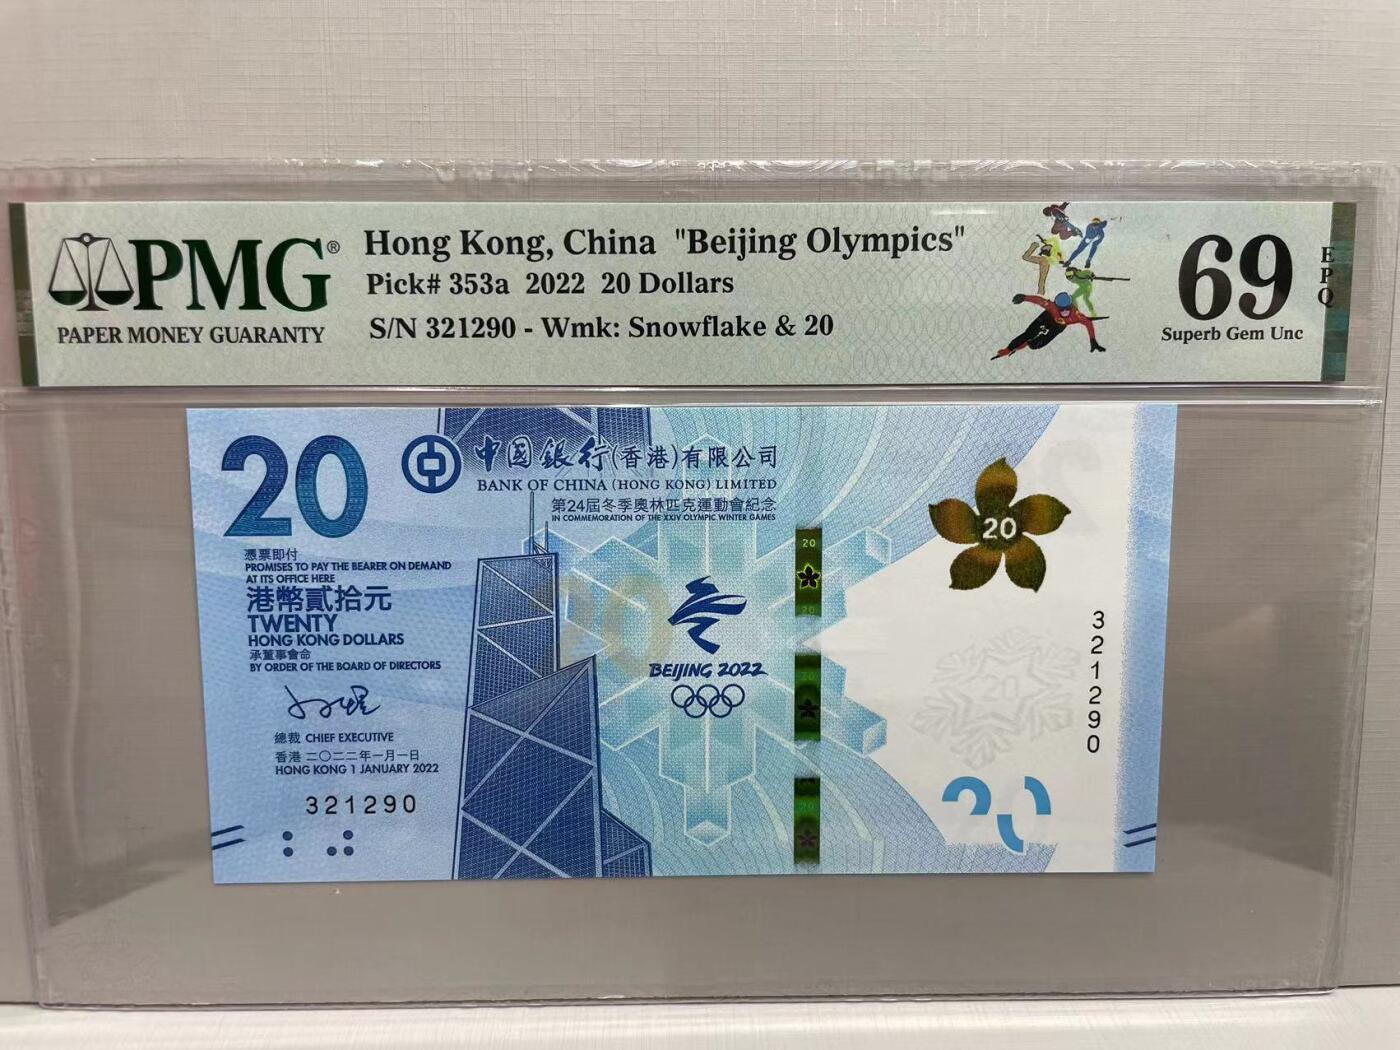 PMG®
PAPER MONEY GUARANTY
Hong Kong, China "Beijing Olympics"
Pick# 353a 2022 20 Dollars
S/N 321290 - Wmk: Snowflake & 20
69
Superb Gem Unc
EPQ
20
中國銀行(香港)有限公司
BANK OF CHINA (HONG KONG) LIMITED
第24屆冬季奧林匹克運動會紀念
IN COMMEMORATION OF THE XXIV OLYMPIC WINTER GAMES
憑票即付
PROMISES TO PAY THE BEARER ON DEMAND
AT ITS OFFICE HERE
港幣貳拾元
TWENTY
HONG KONG DOLLARS
承董事會命
BY ORDER OF THE BOARD OF DIRECTORS
總裁 CHIEF EXECUTIVE
香港 二〇二二年一月一日
HONG KONG 1 JANUARY 2022
321290
20
BEIJING 2022
20
20
20
20
20
321290
20